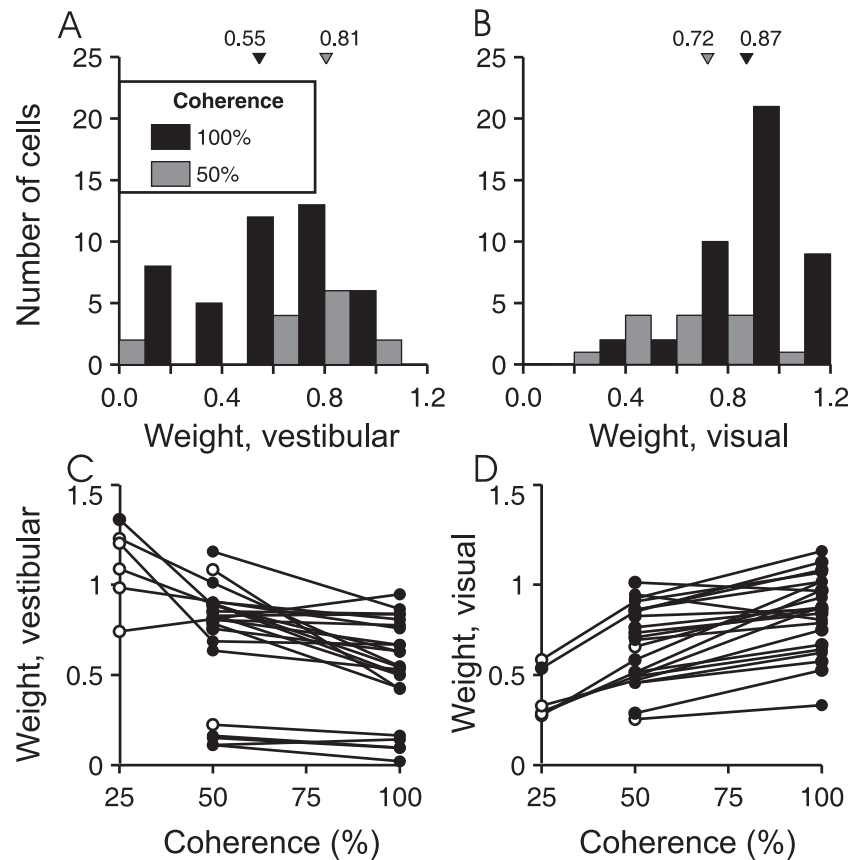 A
0.55 0.81
25
20
15
10
5
0
Number of cells
Coherence
100%
50%
0.0 0.4 0.8 1.2
Weight, vestibular
B
0.72 0.87
25
20
15
10
5
0
0.0 0.4 0.8 1.2
Weight, visual
C
1.5
1
0.5
0
Weight, vestibular
25 50 75 100
Coherence (%)
D
1.5
1
0.5
0
Weight, visual
25 50 75 100
Coherence (%)